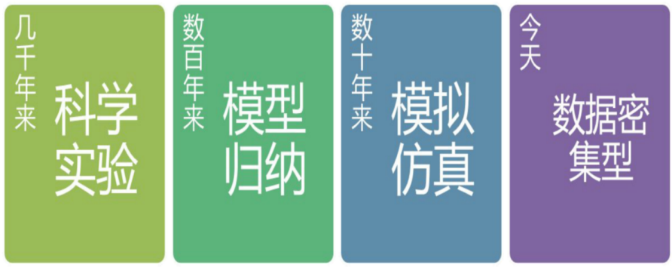 几千年来
科学
实验
数百年来
模型
归纳
数十年来
模拟
仿真
今天
数据密
集型